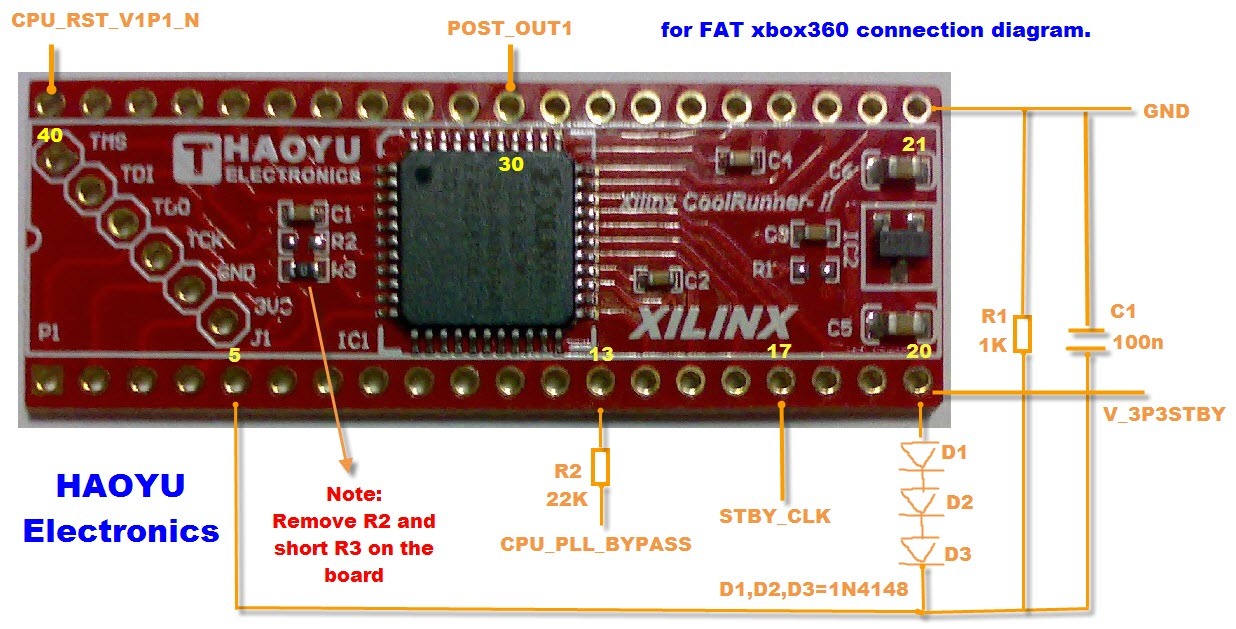 CPU_RST_V1P1_N
POST_OUT1
for FAT xbox360 connection diagram.
GND
40
TMS
TDI
TDO
TCK
GND
3V3
J1
P1
HAOYU
ELECTRONICS
C1
R2
R3
IC1
30
Xilinx CoolRunner-II
C4
21
C6
C9
R1
IC2
C2
XILINX
C5
5
13
17
20
R1
1K
C1
100n
V_3P3STBY
HAOYU
Electronics
Note:
Remove R2 and
short R3 on the
board
R2
22K
CPU_PLL_BYPASS
STBY_CLK
D1
D2
D3
D1,D2,D3=1N4148